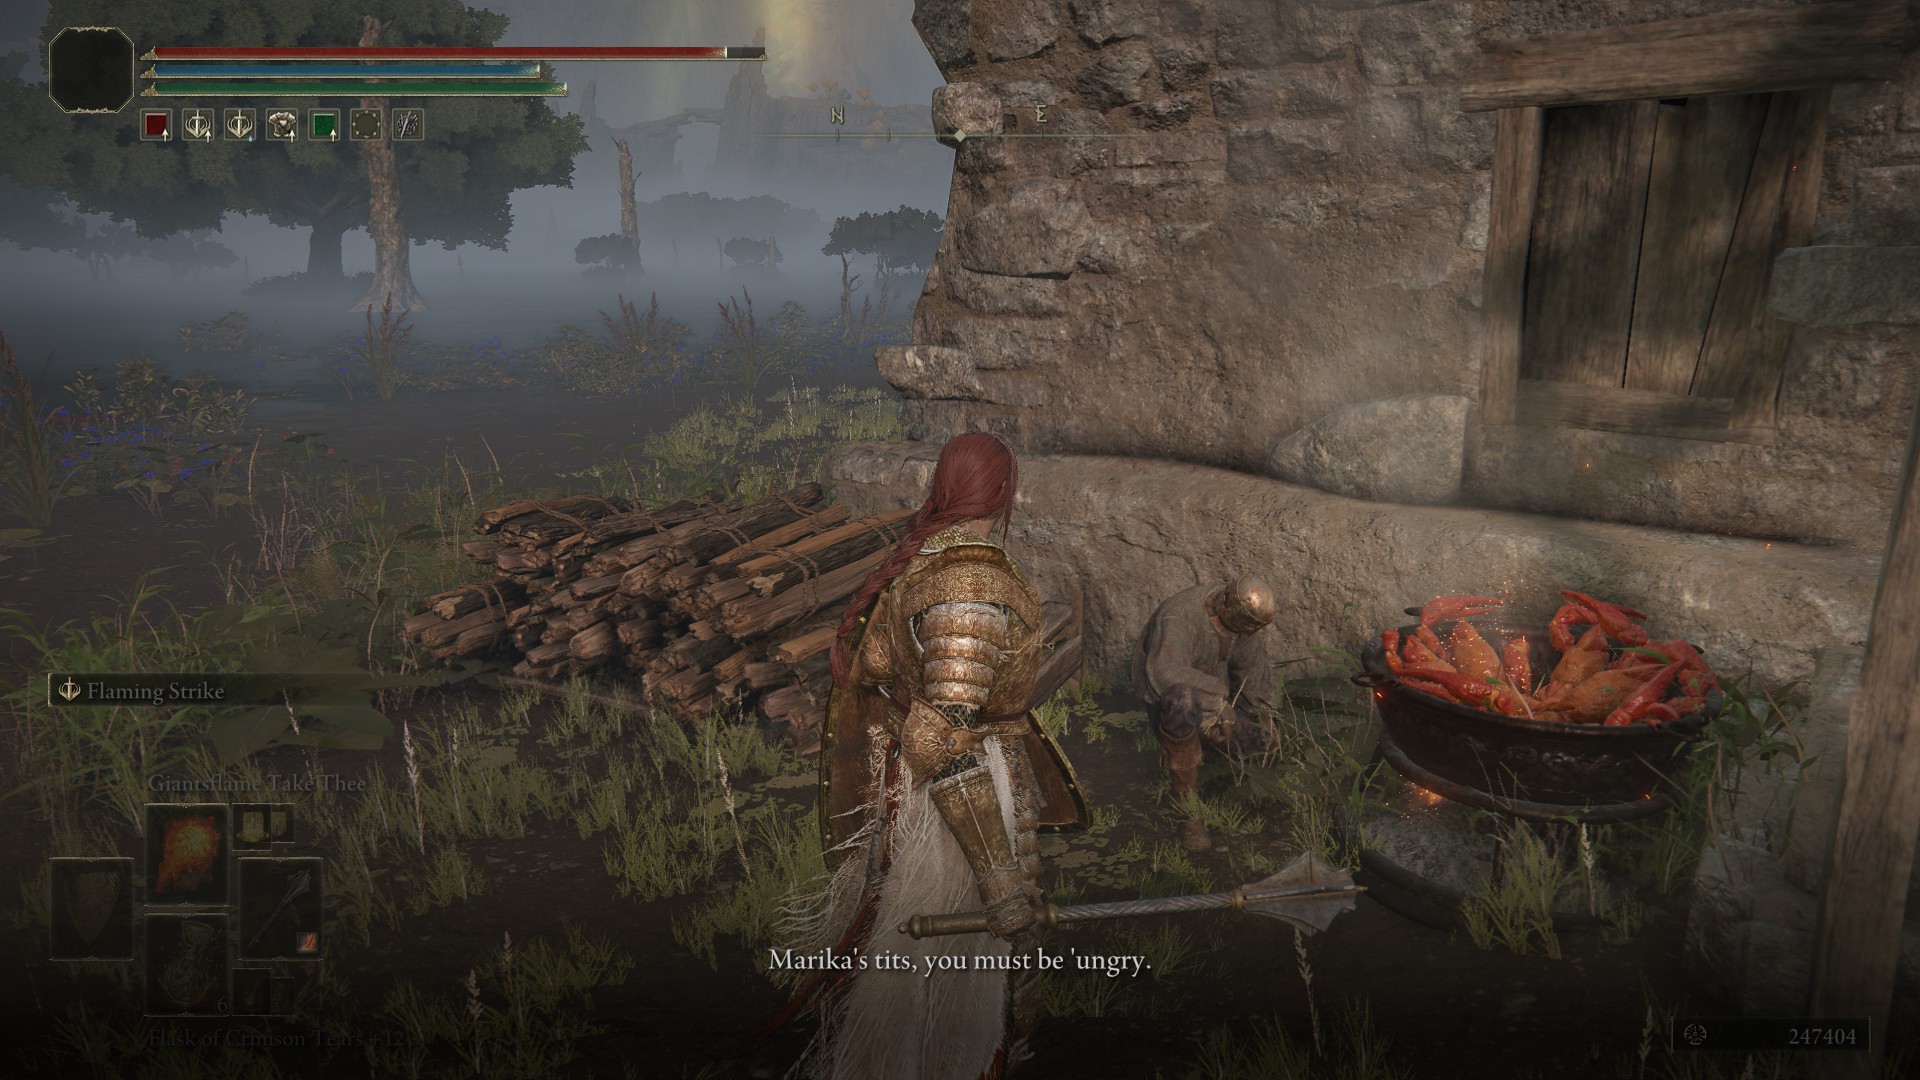 N
E
Flaming Strike
Giantsflame Take Thee
6
Marika's tits, you must be 'ungry.
Flask of Crimson Tears +12
247404